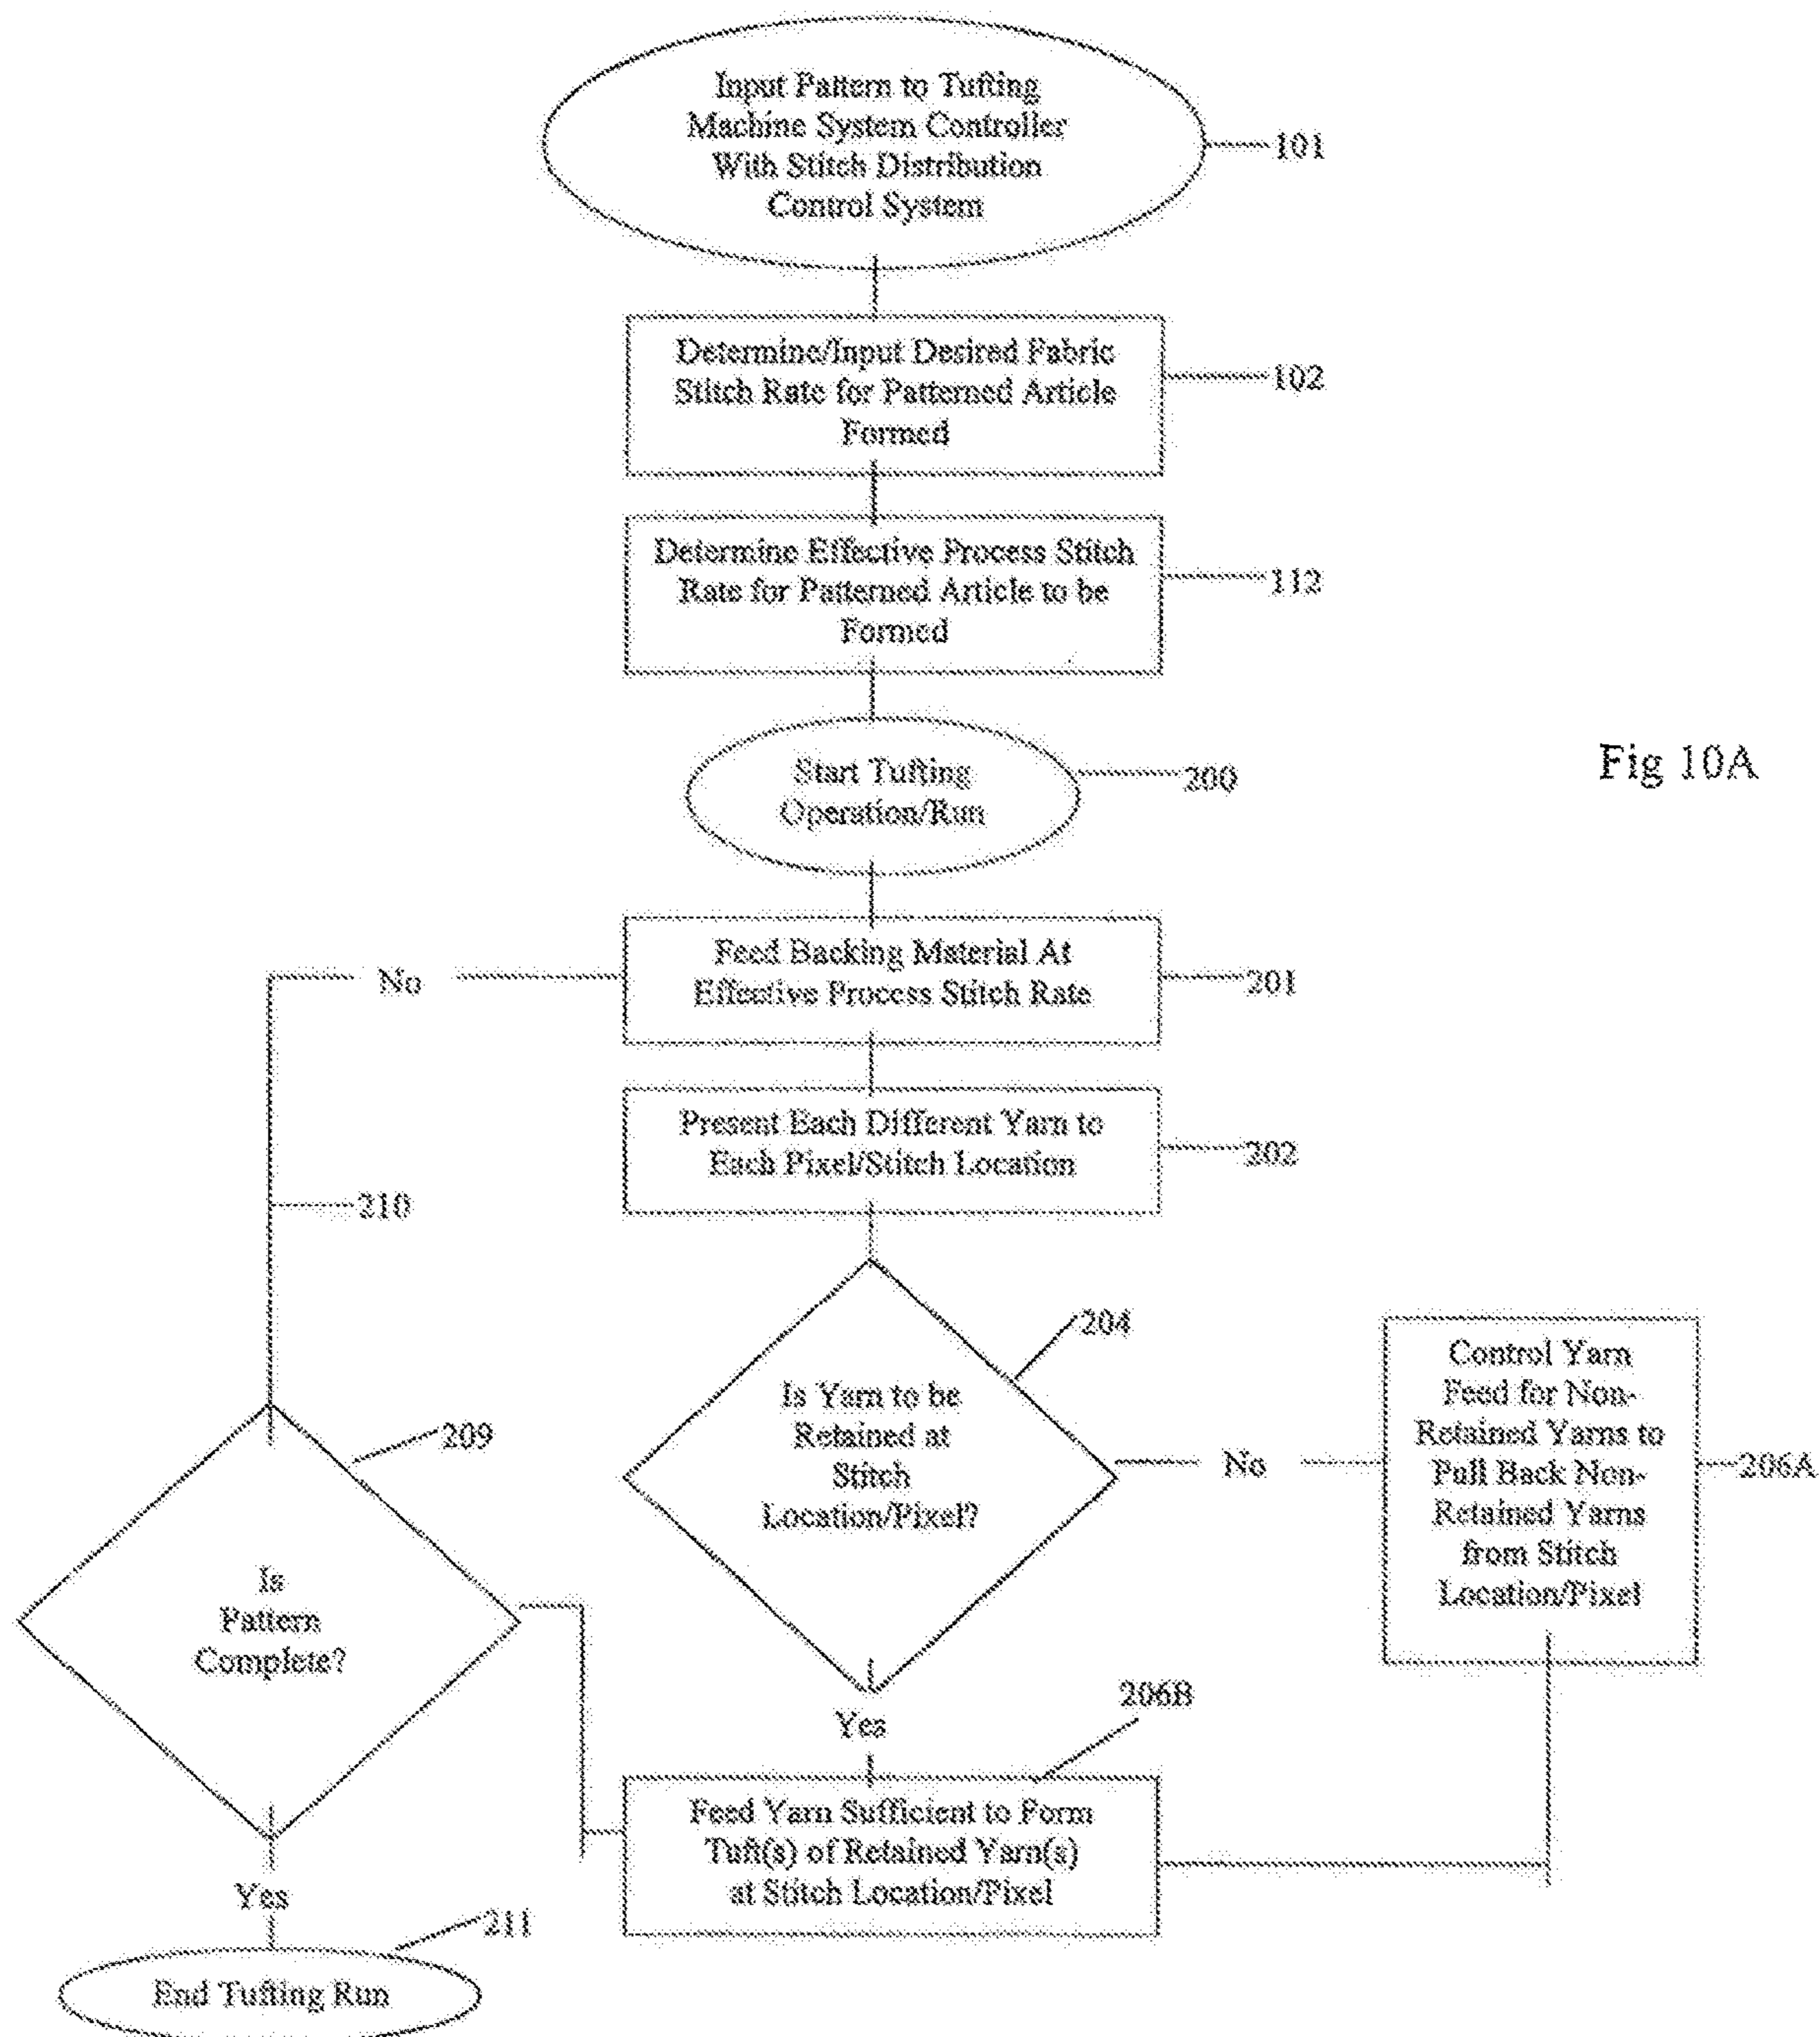 Input Pattern to Tufting
Machine System Controller
With Stitch Distribution
Control System
101
Determine/Input Desired Fabric
Stitch Rate for Patterned Article
Formed
102
Determine Effective Process Stitch
Rate for Patterned Article to be
Formed
112
Start Tufting
Operation/Run
200
Fig 10A
Feed Backing Material At
Effective Process Stitch Rate
201
No
Present Each Different Yarn to
Each Pixel/Stitch Location
202
210
204
Is Yarn to be
Retained at
Stitch
Location/Pixel?
No
Control Yarn
Feed for Non-
Retained Yarns to
Pull Back Non-
Retained Yarns
from Stitch
Location/Pixel
206A
209
Is
Pattern
Complete?
Yes
206B
Feed Yarn Sufficient to Form
Tuft(s) of Retained Yarn(s)
at Stitch Location/Pixel
Yes
211
End Tufting Run